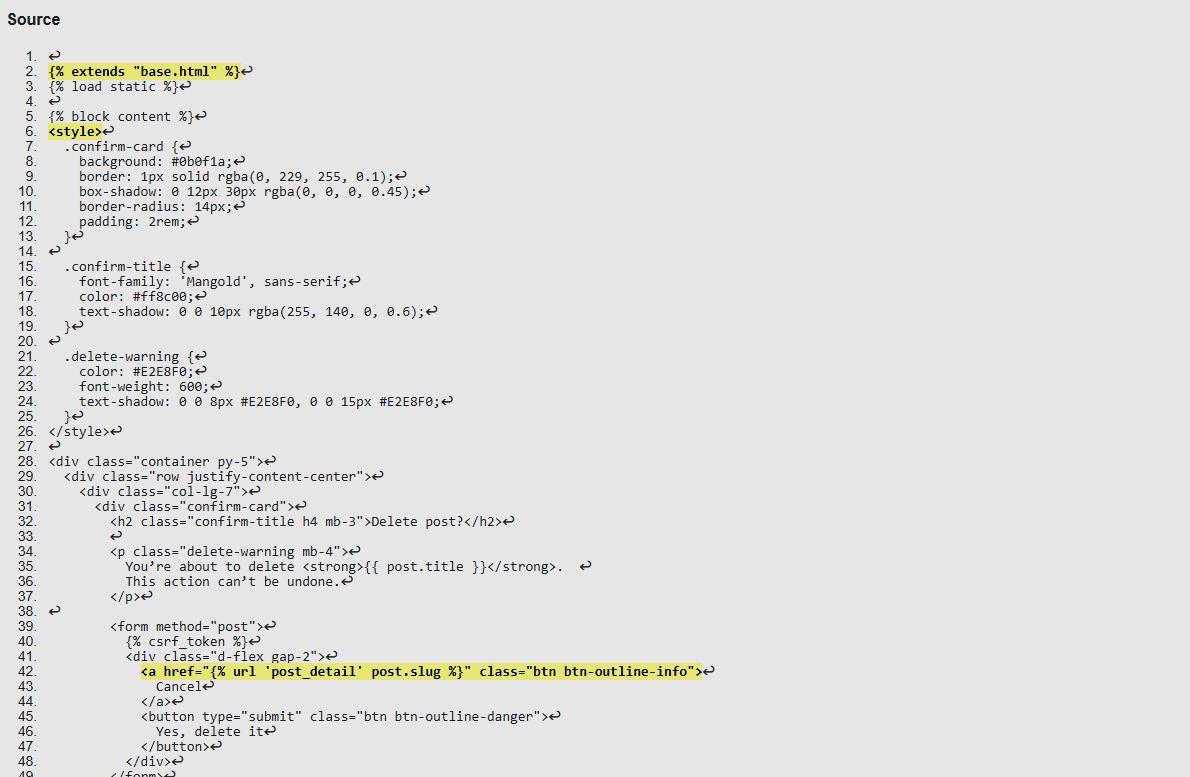 Source
1. ↩
2. {% extends "base.html" %}↩
3. {% load static %}↩
4. ↩
5. {% block content %}↩
6. <style>↩
7.   .confirm-card {↩
8.     background: #0b0f1a;↩
9.     border: 1px solid rgba(0, 229, 255, 0.1);↩
10.     box-shadow: 0 12px 30px rgba(0, 0, 0, 0.45);↩
11.     border-radius: 14px;↩
12.     padding: 2rem;↩
13.   }↩
14. ↩
15.   .confirm-title {↩
16.     font-family: 'Mangold', sans-serif;↩
17.     color: #ff8c00;↩
18.     text-shadow: 0 0 10px rgba(255, 140, 0, 0.6);↩
19.   }↩
20. ↩
21.   .delete-warning {↩
22.     color: #E2E8F0;↩
23.     font-weight: 600;↩
24.     text-shadow: 0 0 8px #E2E8F0, 0 0 15px #E2E8F0;↩
25.   }↩
26. </style>↩
27. ↩
28. <div class="container py-5">↩
29.   <div class="row justify-content-center">↩
30.     <div class="col-lg-7">↩
31.       <div class="confirm-card">↩
32.         <h2 class="confirm-title h4 mb-3">Delete post?</h2>↩
33.         ↩
34.         <p class="delete-warning mb-4">↩
35.           You’re about to delete <strong>{{ post.title }}</strong>.  ↩
36.           This action can’t be undone.↩
37.         </p>↩
38. ↩
39.         <form method="post">↩
40.           {% csrf_token %}↩
41.           <div class="d-flex gap-2">↩
42.             <a href="{% url 'post_detail' post.slug %}" class="btn btn-outline-info">↩
43.               Cancel↩
44.             </a>↩
45.             <button type="submit" class="btn btn-outline-danger">↩
46.               Yes, delete it↩
47.             </button>↩
48.           </div>↩
49.         </form>↩